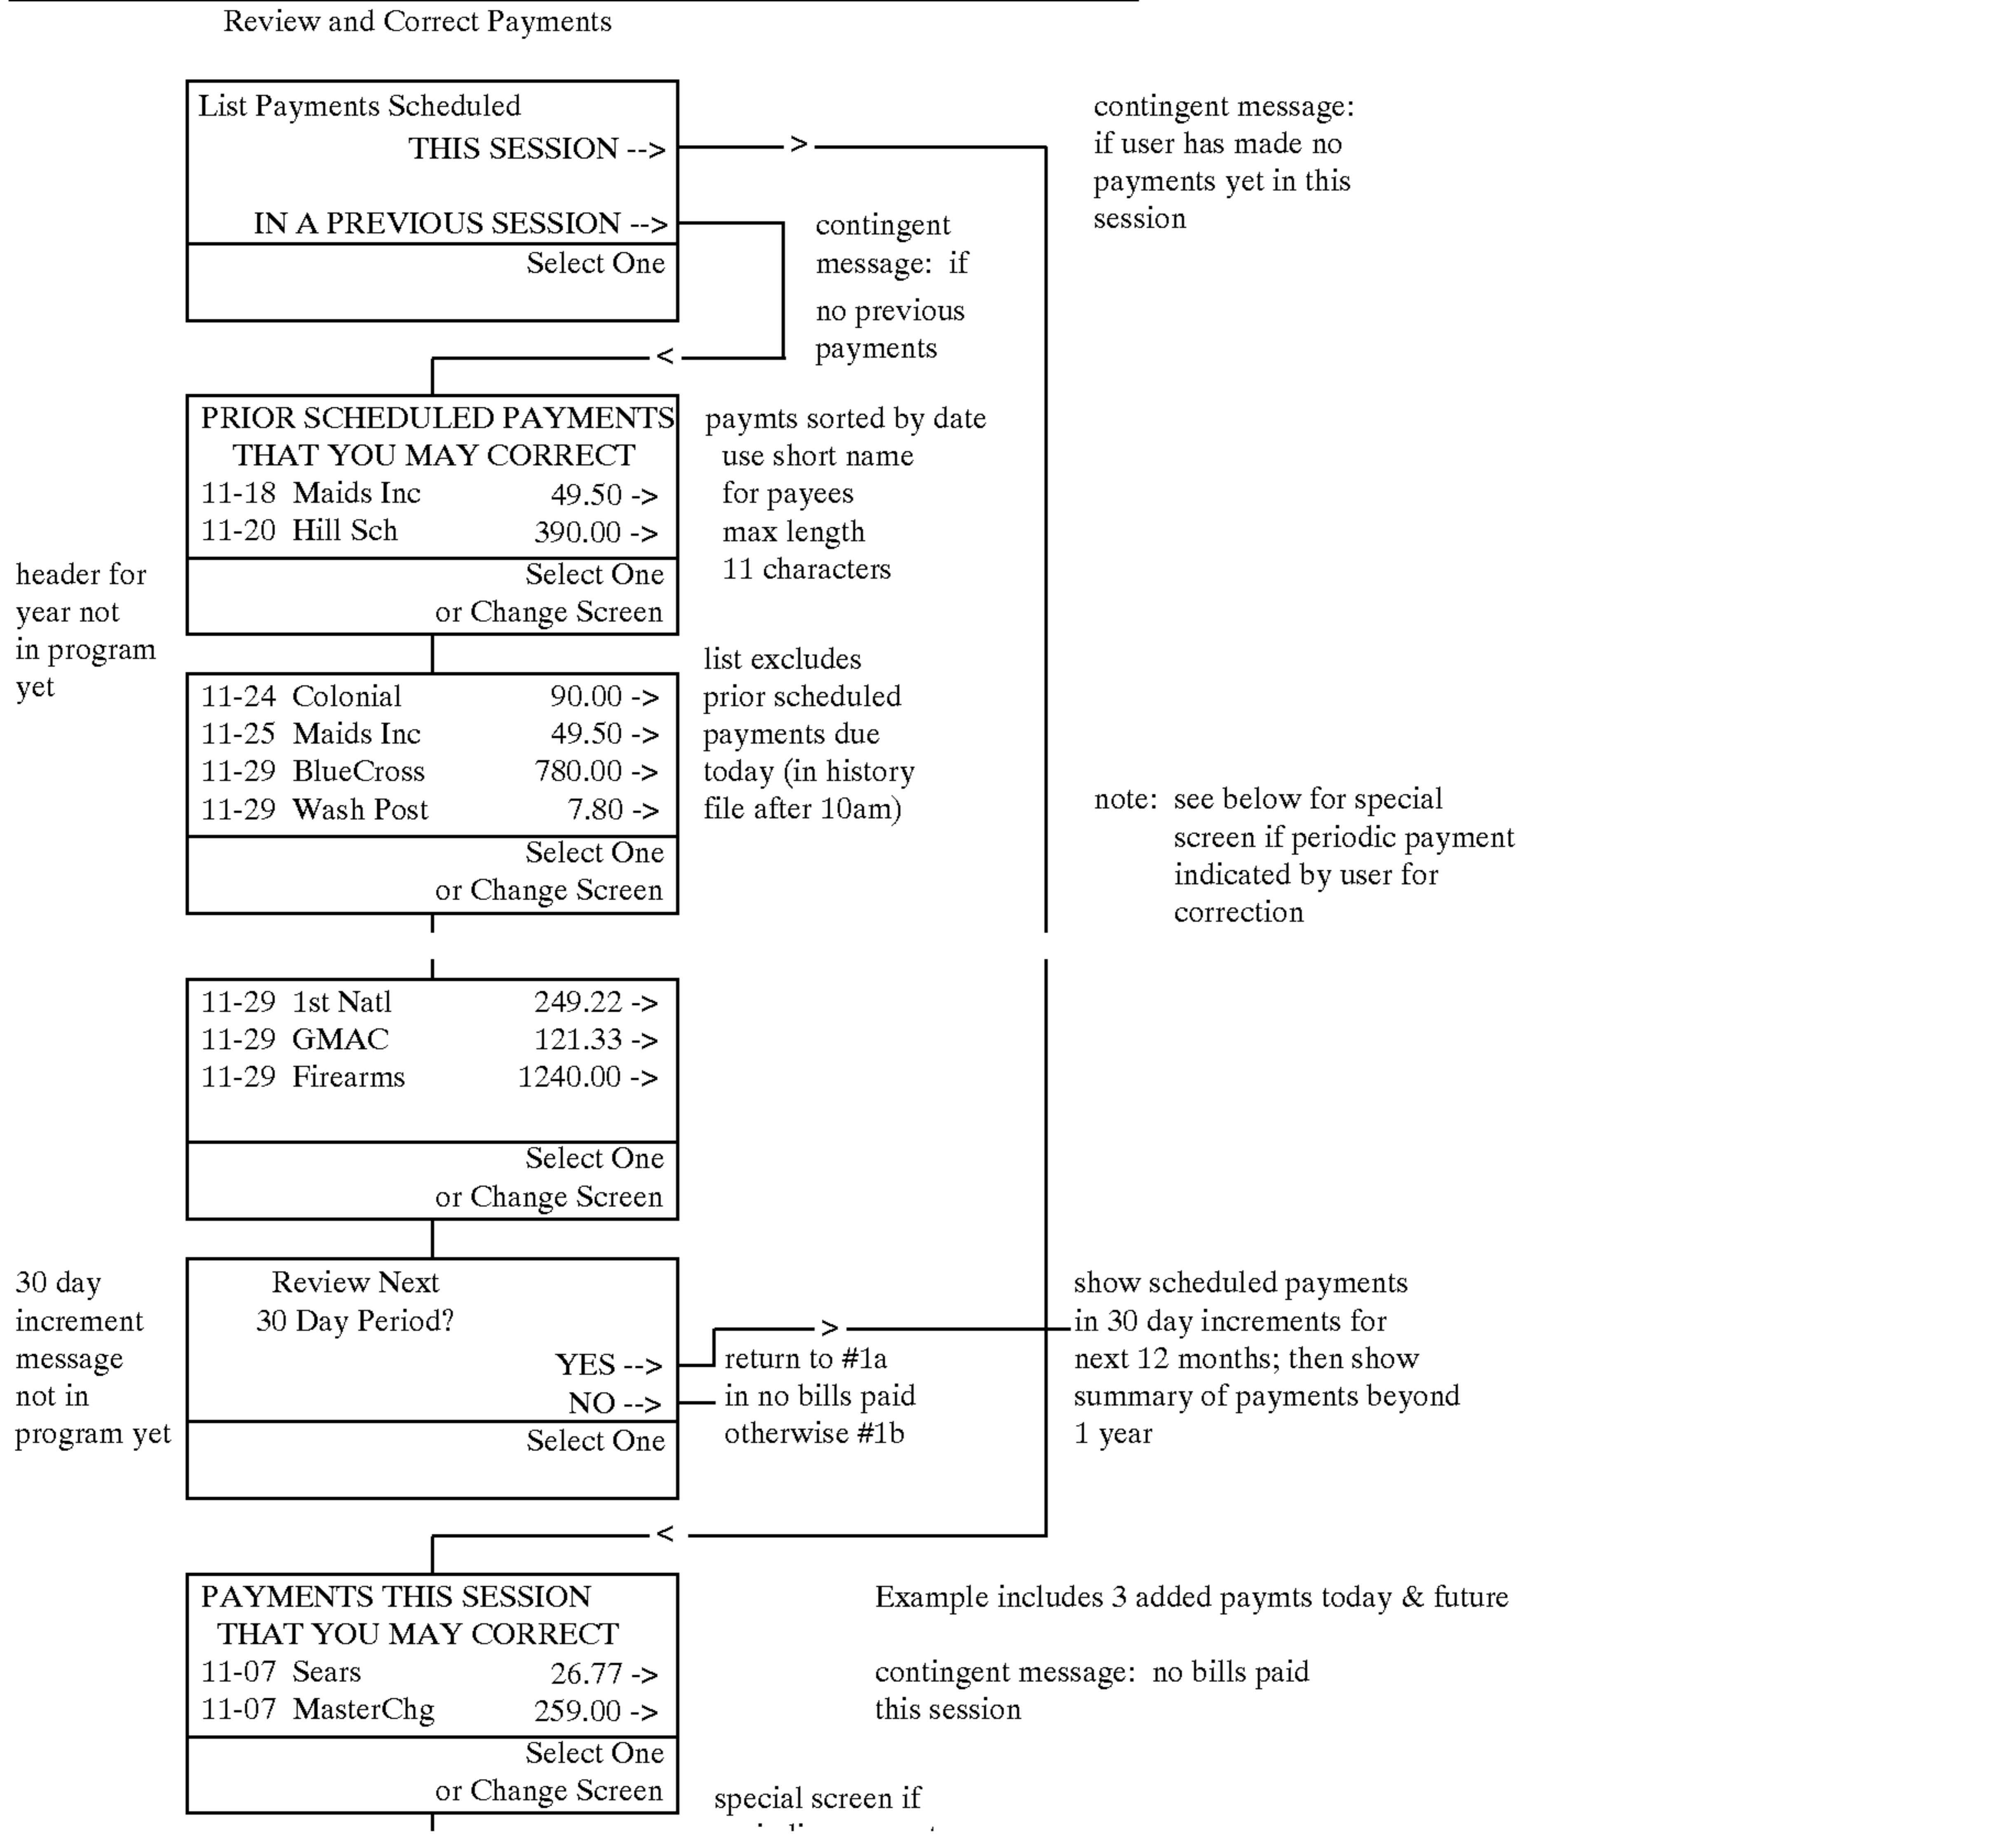 Review and Correct Payments
List Payments Scheduled
THIS SESSION -->
>
IN A PREVIOUS SESSION -->
Select One
contingent message:
if user has made no
payments yet in this
session
contingent
message: if
no previous
payments
<
PRIOR SCHEDULED PAYMENTS
THAT YOU MAY CORRECT
11-18 Maids Inc 49.50 ->
11-20 Hill Sch 390.00 ->
Select One
or Change Screen
paymts sorted by date
use short name
for payees
max length
11 characters
header for
year not
in program
yet
11-24 Colonial 90.00 ->
11-25 Maids Inc 49.50 ->
11-29 BlueCross 780.00 ->
11-29 Wash Post 7.80 ->
Select One
or Change Screen
list excludes
prior scheduled
payments due
today (in history
file after 10am)
note: see below for special
screen if periodic payment
indicated by user for
correction
11-29 1st Natl 249.22 ->
11-29 GMAC 121.33 ->
11-29 Firearms 1240.00 ->
Select One
or Change Screen
30 day
increment
message
not in
program yet
Review Next
30 Day Period?
YES -->
NO -->
Select One
>
return to #1a
in no bills paid
otherwise #1b
show scheduled payments
in 30 day increments for
next 12 months; then show
summary of payments beyond
1 year
<
PAYMENTS THIS SESSION
THAT YOU MAY CORRECT
11-07 Sears 26.77 ->
11-07 MasterChg 259.00 ->
Select One
or Change Screen
Example includes 3 added paymts today & future
contingent message: no bills paid
this session
special screen if